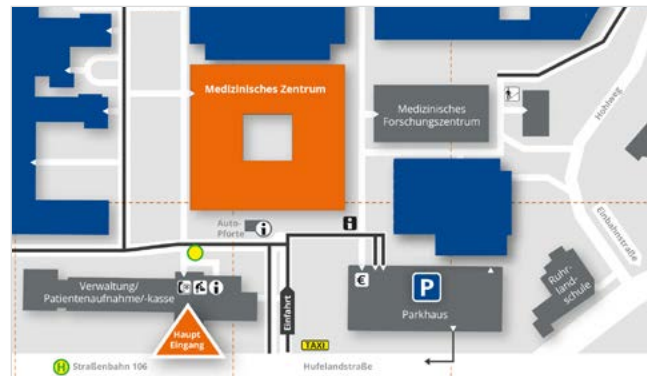 Medizinisches Zentrum
Medizinisches
Forschungszentrum
Hohlweg
Einbahnstraße
Auto-
Pforte
i
i
Verwaltung/
Patientenaufnahme/-kasse
i
Haupt
Eingang
Einfahrt
€
P
Parkhaus
Ruhr-
land-
schule
TAXI
H Straßenbahn 106
Hufelandstraße